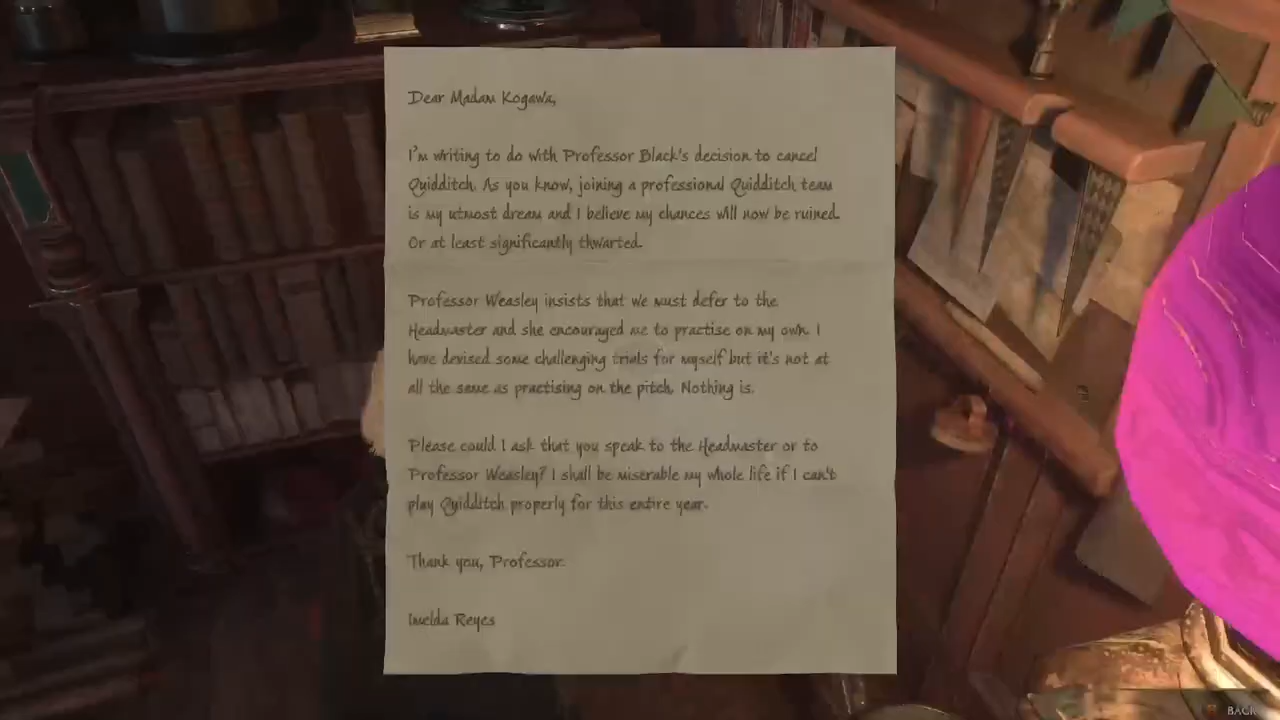 Dear Madam Kogawa,
I'm writing to do with Professor Black's decision to cancel
Quidditch. As you know, joining a professional Quidditch team
is my utmost dream and I believe my chances will now be ruined.
Or at least significantly thwarted.
Professor Weasley insists that we must defer to the
Headmaster and she encouraged me to practise on my own. I
have devised some challenging trials for myself but it's not at
all the same as practising on the pitch. Nothing is.
Please could I ask that you speak to the Headmaster or to
Professor Weasley? I shall be miserable my whole life if I can't
play Quidditch properly for this entire year.
Thank you, Professor.
Imelda Reyes
BACK